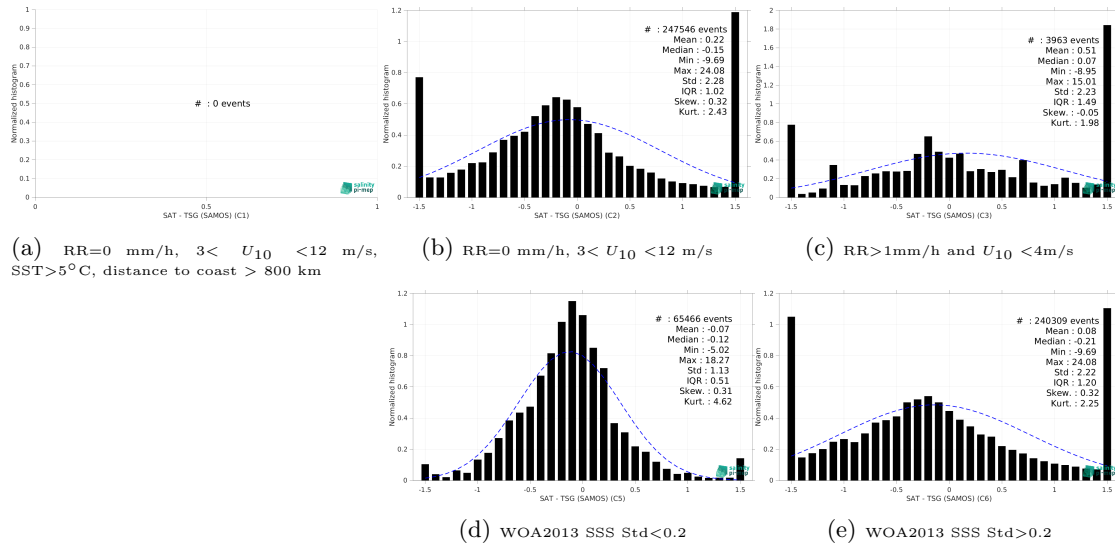 1
0.9
0.8
0.7
0.6
0.5
0.4
0.3
0.2
0.1
0
Normalized histogram
# : 0 events
salinity
pi-mep
0 0.5 1
SAT - TSG (SAMOS) (C1)
(a) RR=0 mm/h, 3< U10 <12 m/s,
SST>5°C, distance to coast > 800 km
1.2
1
0.8
0.6
0.4
0.2
0
Normalized histogram
# : 247546 events
Mean : 0.22
Median : -0.15
Min : -9.69
Max : 24.08
Std : 2.28
IQR : 1.02
Skew. : 0.32
Kurt. : 2.43
salinity
pi-mep
-1.5 -1 -0.5 0 0.5 1 1.5
SAT - TSG (SAMOS) (C2)
(b) RR=0 mm/h, 3< U10 <12 m/s
2
1.8
1.6
1.4
1.2
1
0.8
0.6
0.4
0.2
0
Normalized histogram
# : 3963 events
Mean : 0.51
Median : 0.07
Min : -8.95
Max : 15.01
Std : 2.23
IQR : 1.49
Skew. : -0.05
Kurt. : 1.98
salinity
pi-mep
-1.5 -1 -0.5 0 0.5 1 1.5
SAT - TSG (SAMOS) (C3)
(c) RR>1mm/h and U10 <4m/s
1.2
1
0.8
0.6
0.4
0.2
0
Normalized histogram
# : 65466 events
Mean : -0.07
Median : -0.12
Min : -5.02
Max : 18.27
Std : 1.13
IQR : 0.51
Skew. : 0.31
Kurt. : 4.62
salinity
pi-mep
-1.5 -1 -0.5 0 0.5 1 1.5
SAT - TSG (SAMOS) (C5)
(d) WOA2013 SSS Std<0.2
1.2
1
0.8
0.6
0.4
0.2
0
Normalized histogram
# : 240309 events
Mean : 0.08
Median : -0.21
Min : -9.69
Max : 24.08
Std : 2.22
IQR : 1.20
Skew. : 0.32
Kurt. : 2.25
salinity
pi-mep
-1.5 -1 -0.5 0 0.5 1 1.5
SAT - TSG (SAMOS) (C6)
(e) WOA2013 SSS Std>0.2